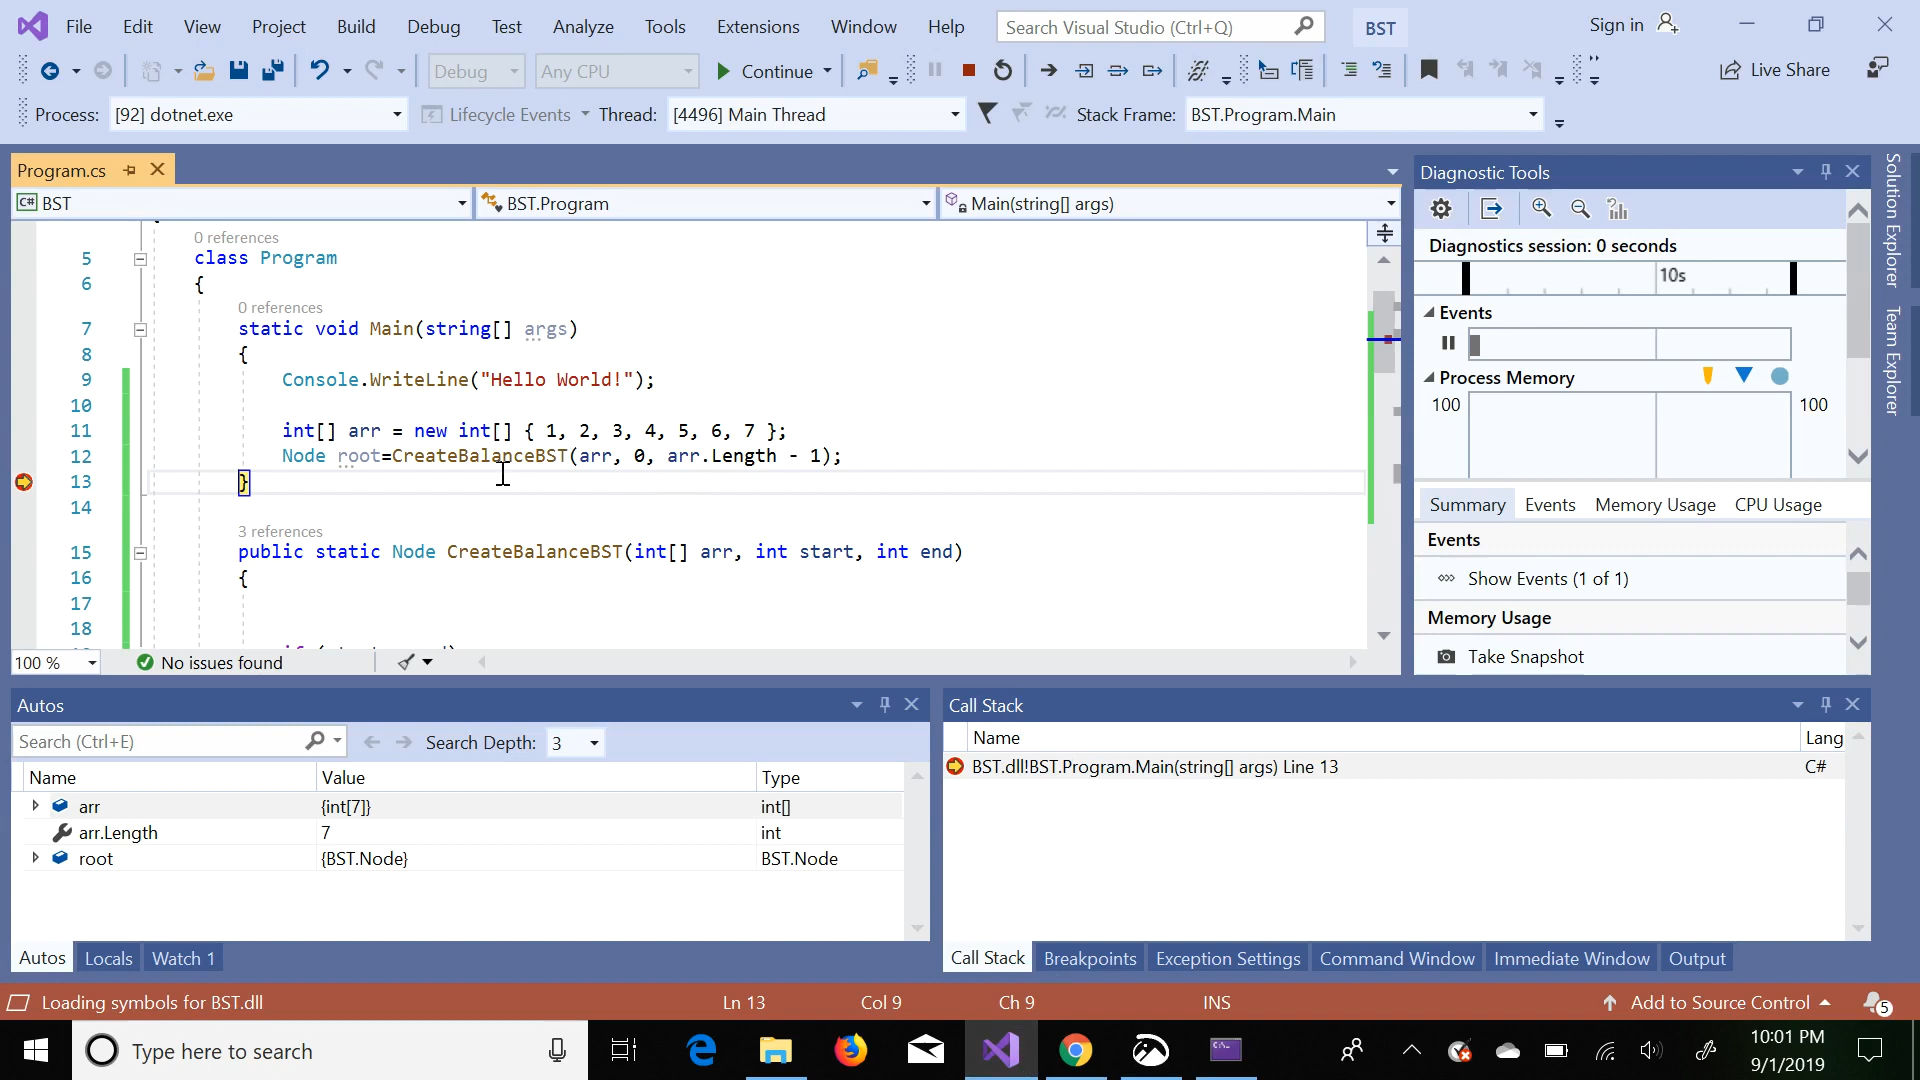 File Edit View Project Build Debug Test Analyze Tools Extensions Window Help Search Visual Studio (Ctrl+Q) BST Sign in
Debug Any CPU Continue Live Share
Process: [92] dotnet.exe Lifecycle Events Thread: [4496] Main Thread Stack Frame: BST.Program.Main
Program.cs
C# BST BST.Program Main(string[] args)
0 references
5 class Program
6 {
0 references
7 static void Main(string[] args)
8 {
9 Console.WriteLine("Hello World!");
10
11 int[] arr = new int[] { 1, 2, 3, 4, 5, 6, 7 };
12 Node root=CreateBalanceBST(arr, 0, arr.Length - 1);
13 }
14
3 references
15 public static Node CreateBalanceBST(int[] arr, int start, int end)
16 {
17
18
100 % No issues found
Diagnostic Tools
Diagnostics session: 0 seconds
10s
Events
Process Memory
100 100
Summary Events Memory Usage CPU Usage
Events
Show Events (1 of 1)
Memory Usage
Take Snapshot
Solution Explorer
Team Explorer
Autos
Search (Ctrl+E) Search Depth: 3
Name Value Type
arr {int[7]} int[]
arr.Length 7 int
root {BST.Node} BST.Node
Autos Locals Watch 1
Call Stack
Name Lang
BST.dll!BST.Program.Main(string[] args) Line 13 C#
Call Stack Breakpoints Exception Settings Command Window Immediate Window Output
Loading symbols for BST.dll Ln 13 Col 9 Ch 9 INS Add to Source Control 5
Type here to search 10:01 PM
9/1/2019